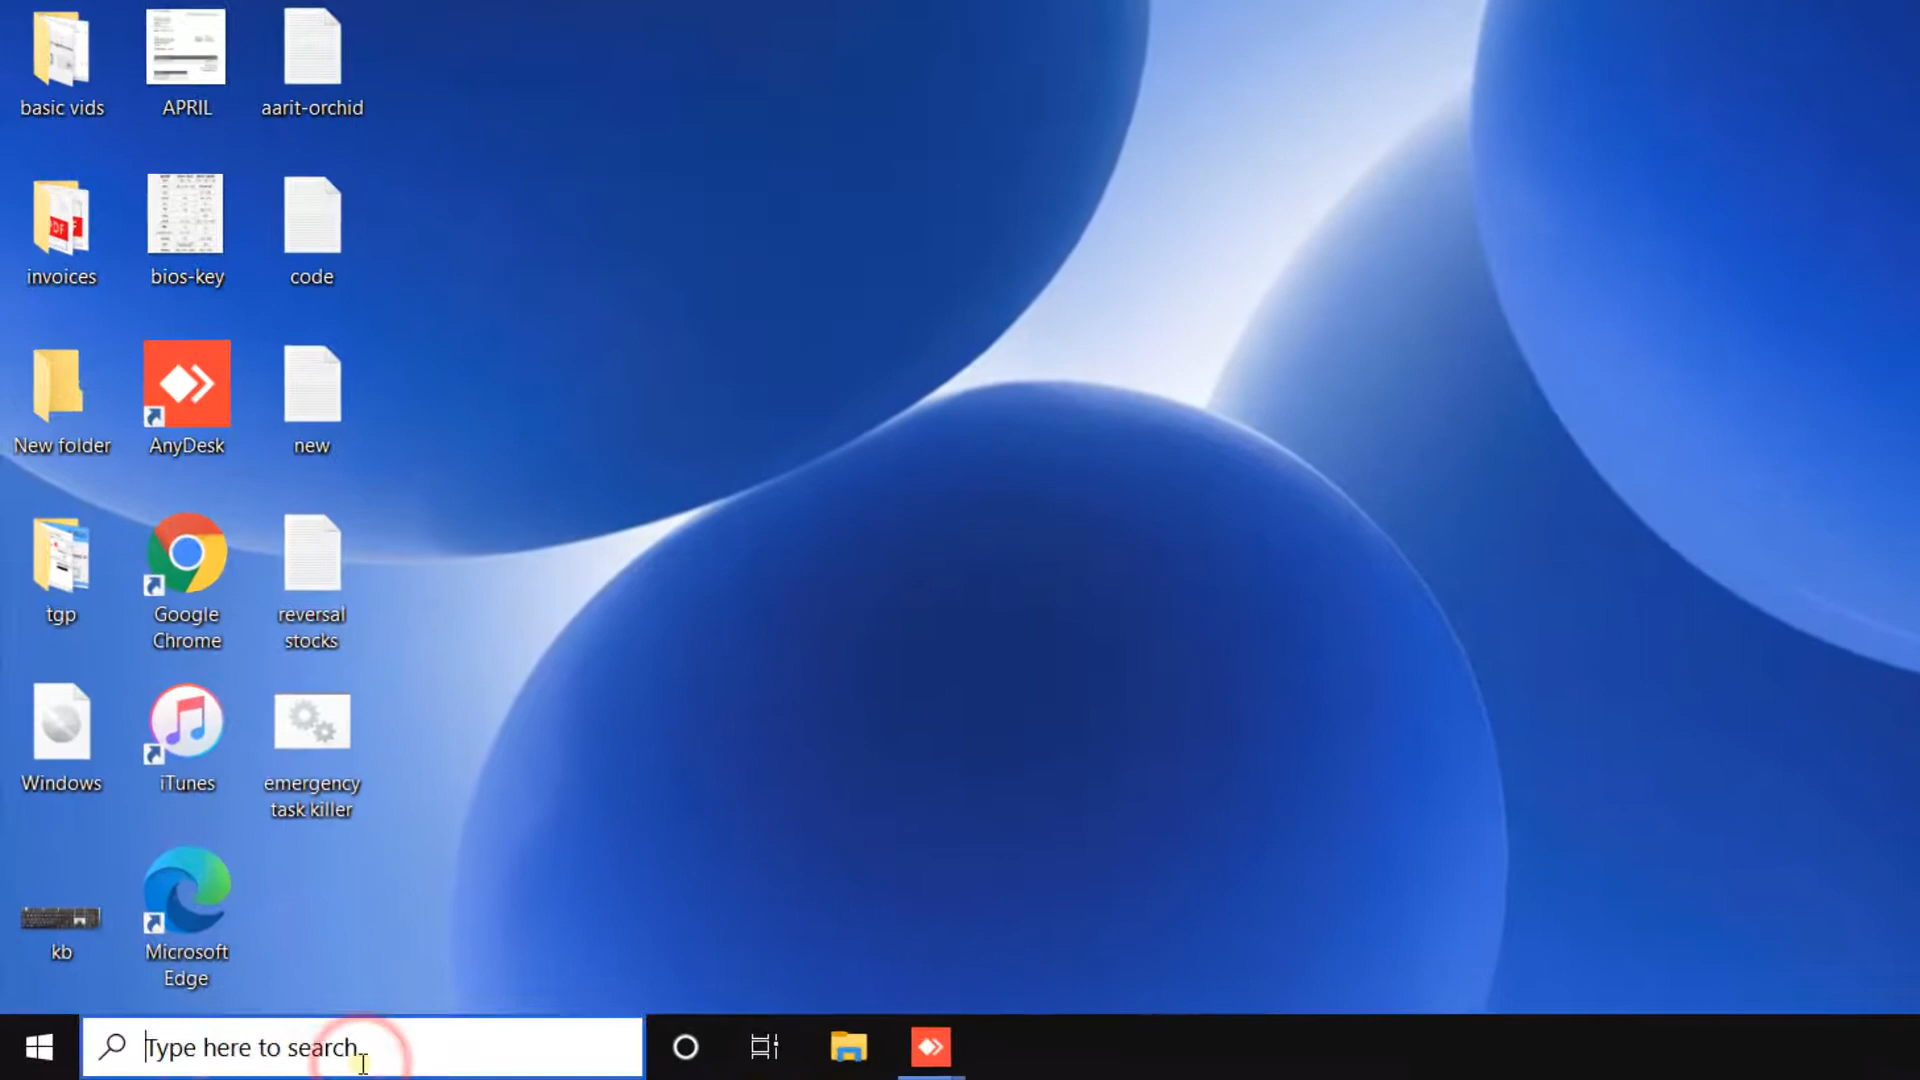 basic vids
APRIL
aarit-orchid
invoices
bios-key
code
New folder
AnyDesk
new
tgp
Google
Chrome
reversal
stocks
Windows
iTunes
emergency
task killer
kb
Microsoft
Edge
Type here to search